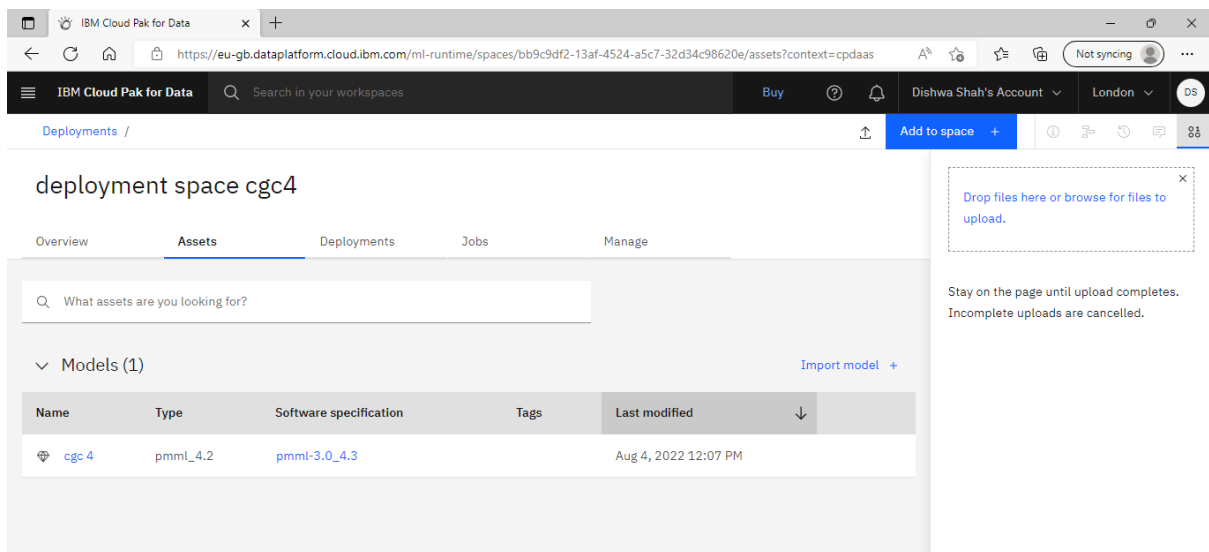 IBM Cloud Pak for Data
https://eu-gb.dataplatform.cloud.ibm.com/ml-runtime/spaces/bb9c9df2-13af-4524-a5c7-32d34c98620e/assets?context=cpdaas
Not syncing
IBM Cloud Pak for Data
Search in your workspaces
Buy
Dishwa Shah's Account
London
DS
Deployments /
Add to space +
deployment space cgc4
Drop files here or browse for files to
upload.
Overview Assets Deployments Jobs Manage
What assets are you looking for?
Stay on the page until upload completes.
Incomplete uploads are cancelled.
Models (1)
Import model +
Name Type Software specification Tags Last modified
cgc 4 pmml_4.2 pmml-3.0_4.3 Aug 4, 2022 12:07 PM